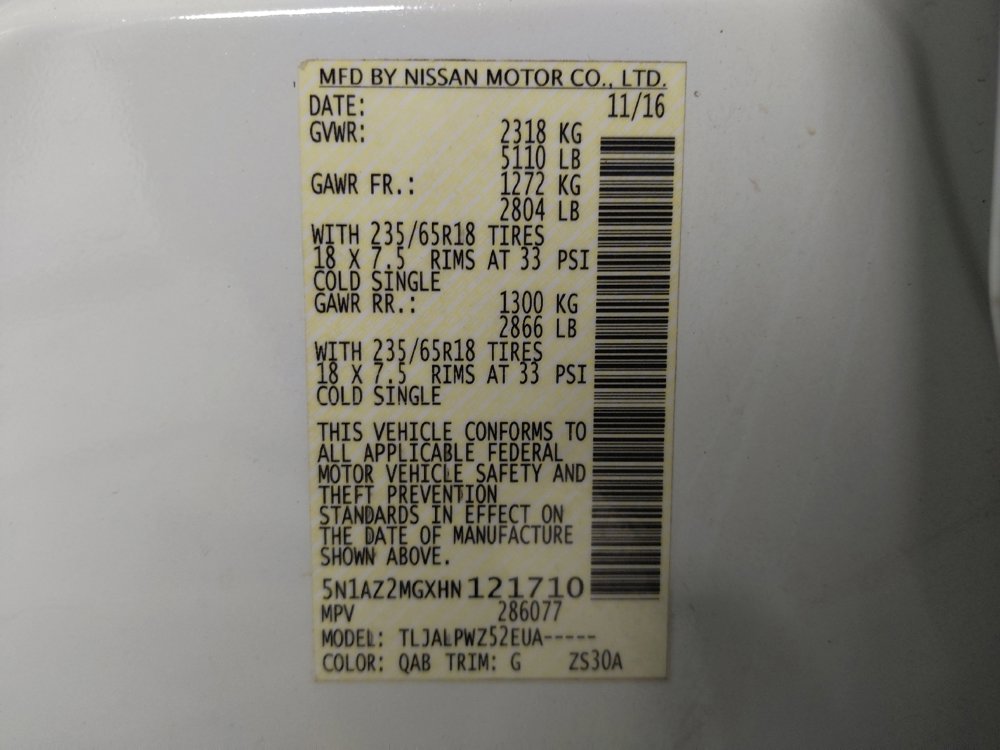 MFD BY NISSAN MOTOR CO., LTD.
DATE: 11/16
GVWR: 2318 KG
5110 LB
GAWR FR.: 1272 KG
2804 LB
WITH 235/65R18 TIRES
18 X 7.5 RIMS AT 33 PSI
COLD SINGLE
GAWR RR.: 1300 KG
2866 LB
WITH 235/65R18 TIRES
18 X 7.5 RIMS AT 33 PSI
COLD SINGLE
THIS VEHICLE CONFORMS TO
ALL APPLICABLE FEDERAL
MOTOR VEHICLE SAFETY AND
THEFT PREVENTION
STANDARDS IN EFFECT ON
THE DATE OF MANUFACTURE
SHOWN ABOVE.
5N1AZ2MGXHN121710
MPV 286077
MODEL: TLJALPWZ52EUA-----
COLOR: QAB TRIM: G ZS30A